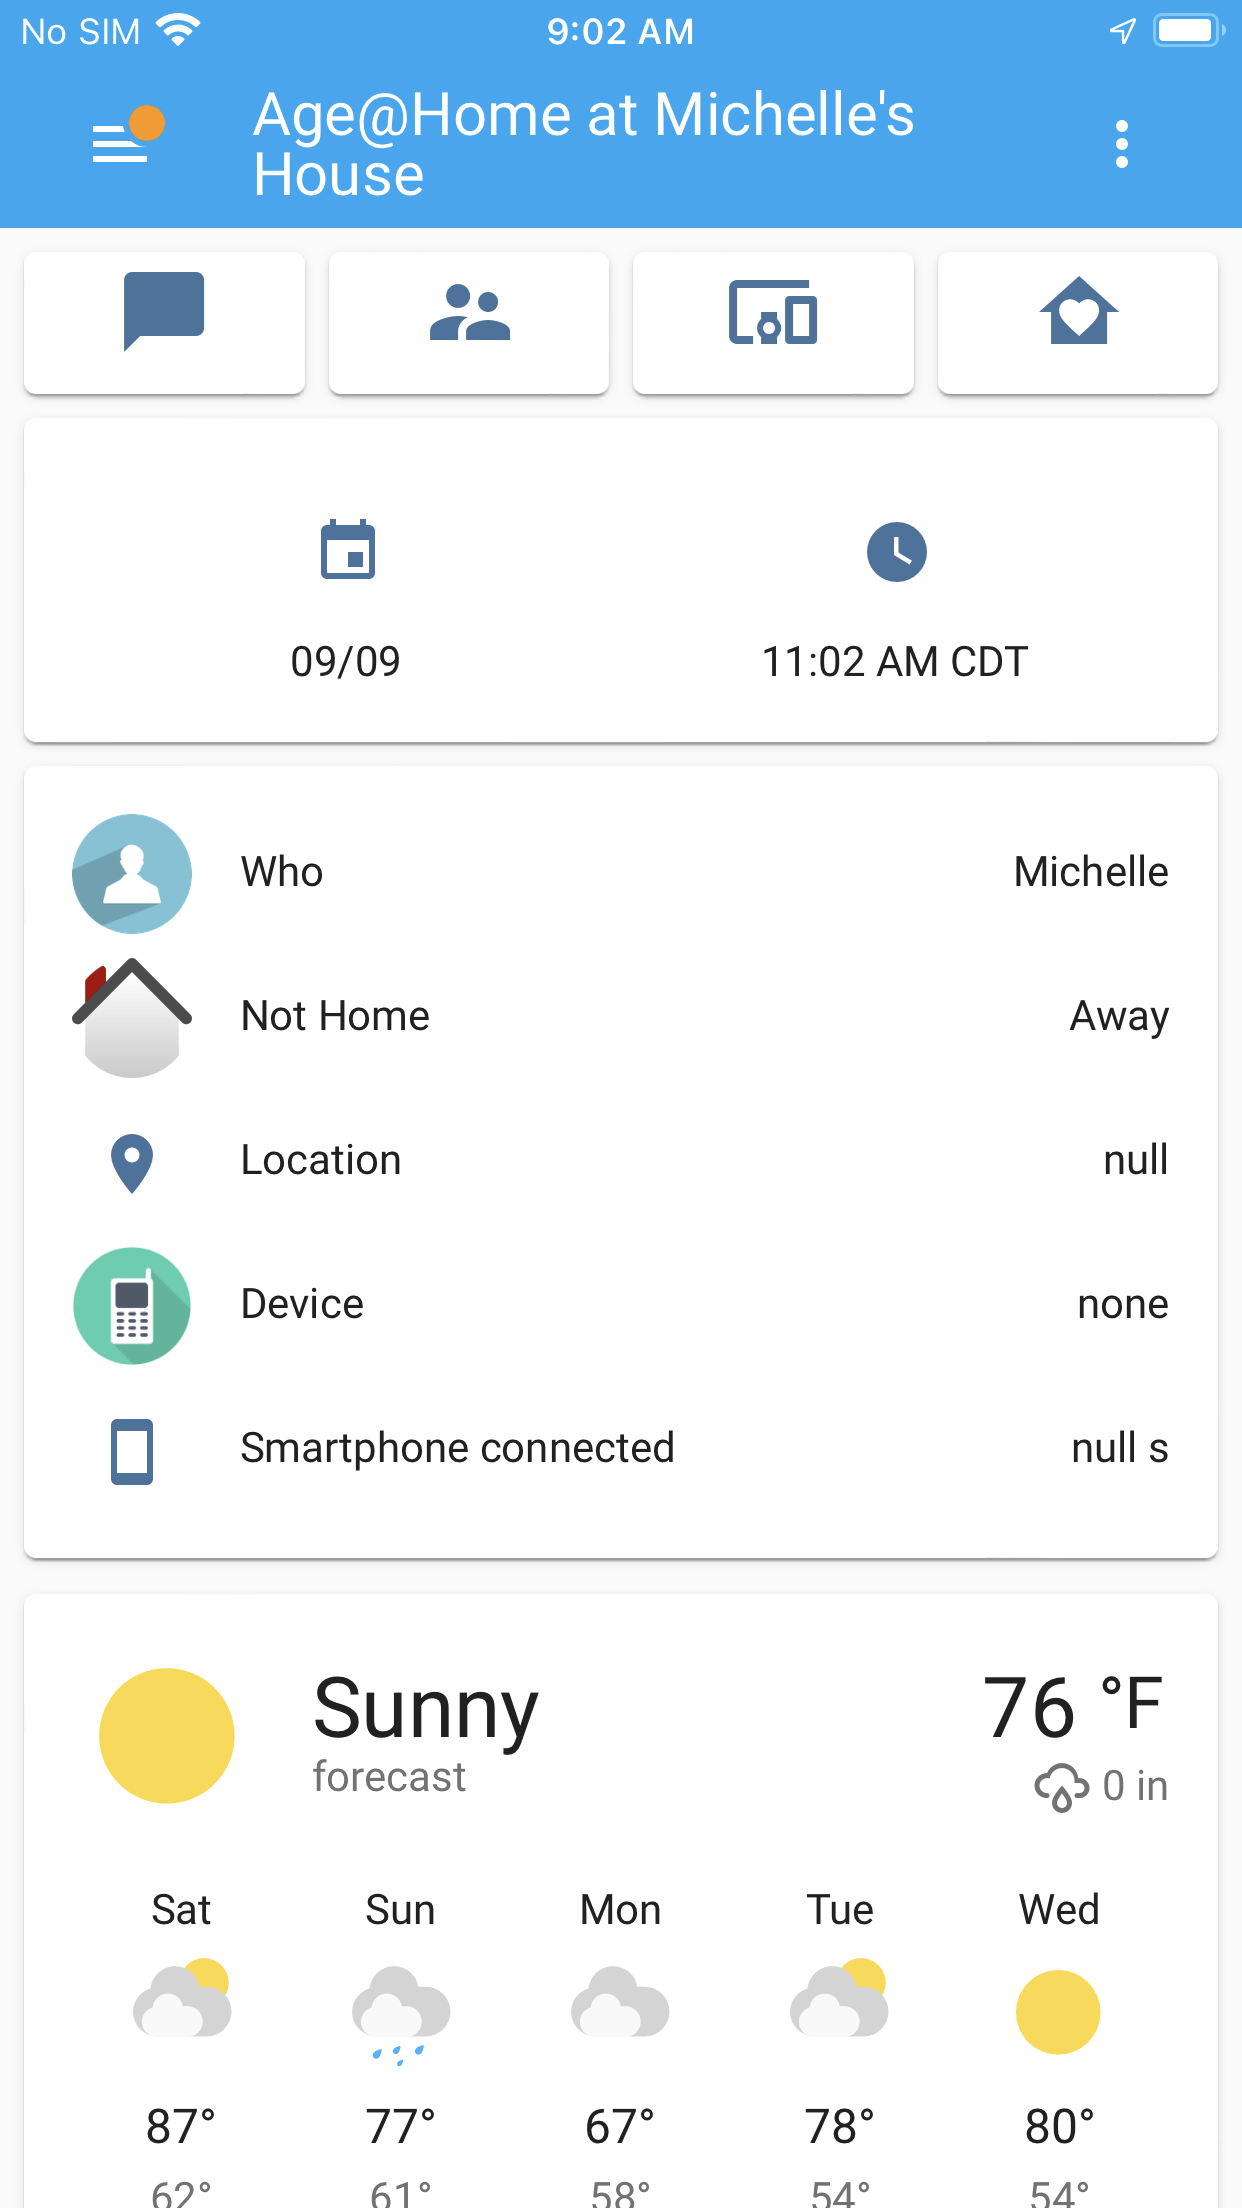 No SIM 9:02 AM
Age@Home at Michelle's
House
09/09 11:02 AM CDT
Who Michelle
Not Home Away
Location null
Device none
Smartphone connected null s
Sunny 76 °F
forecast 0 in
Sat Sun Mon Tue Wed
87° 77° 67° 78° 80°
62° 61° 58° 54° 54°